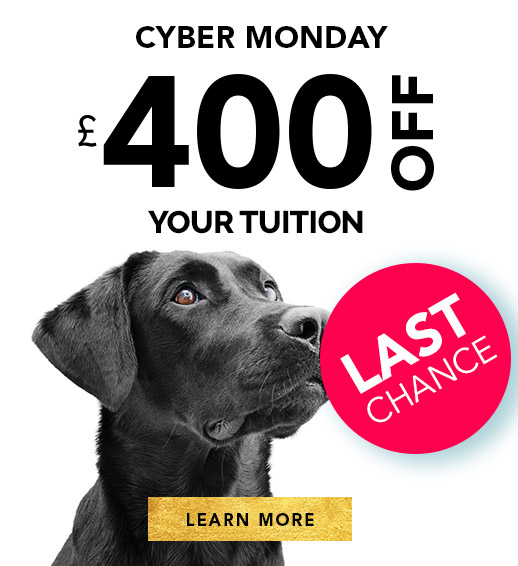 CYBER MONDAY
£400 OFF
YOUR TUITION
LAST
CHANCE
LEARN MORE